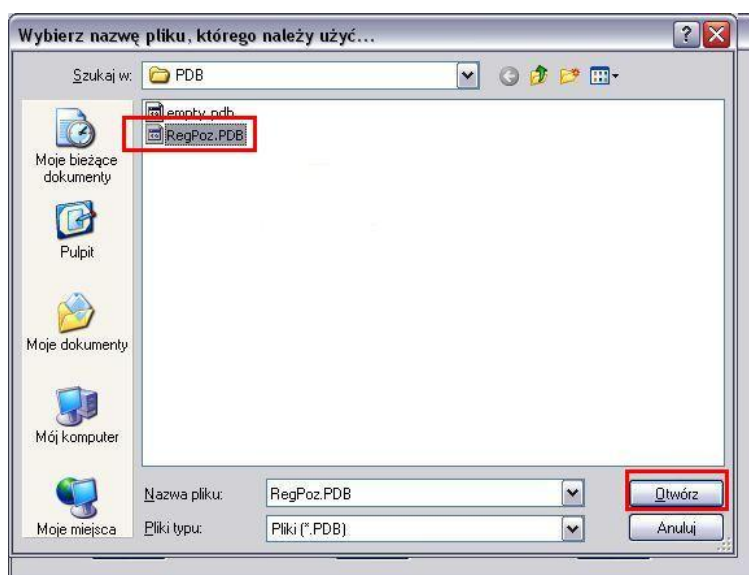 Wybierz nazwę pliku, którego należy użyć...
Szukaj w:
PDB
empty.pdb
RegPoz.PDB
Moje bieżące
dokumenty
Pulpit
Moje dokumenty
Mój komputer
Moje miejsca
Nazwa pliku:
RegPoz.PDB
Otwórz
Pliki typu:
Pliki (*.PDB)
Anuluj